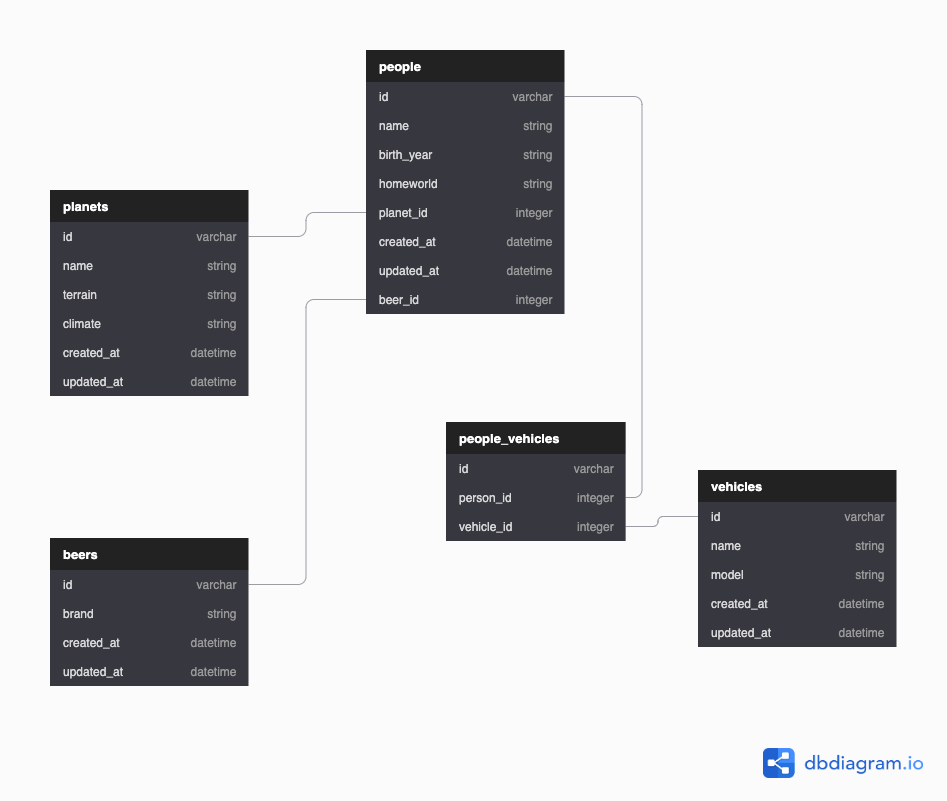 people
id varchar
name string
birth_year string
homeworld string
planet_id integer
created_at datetime
updated_at datetime
beer_id integer
planets
id varchar
name string
terrain string
climate string
created_at datetime
updated_at datetime
people_vehicles
id varchar
person_id integer
vehicle_id integer
vehicles
id varchar
name string
model string
created_at datetime
updated_at datetime
beers
id varchar
brand string
created_at datetime
updated_at datetime
dbdiagram.io